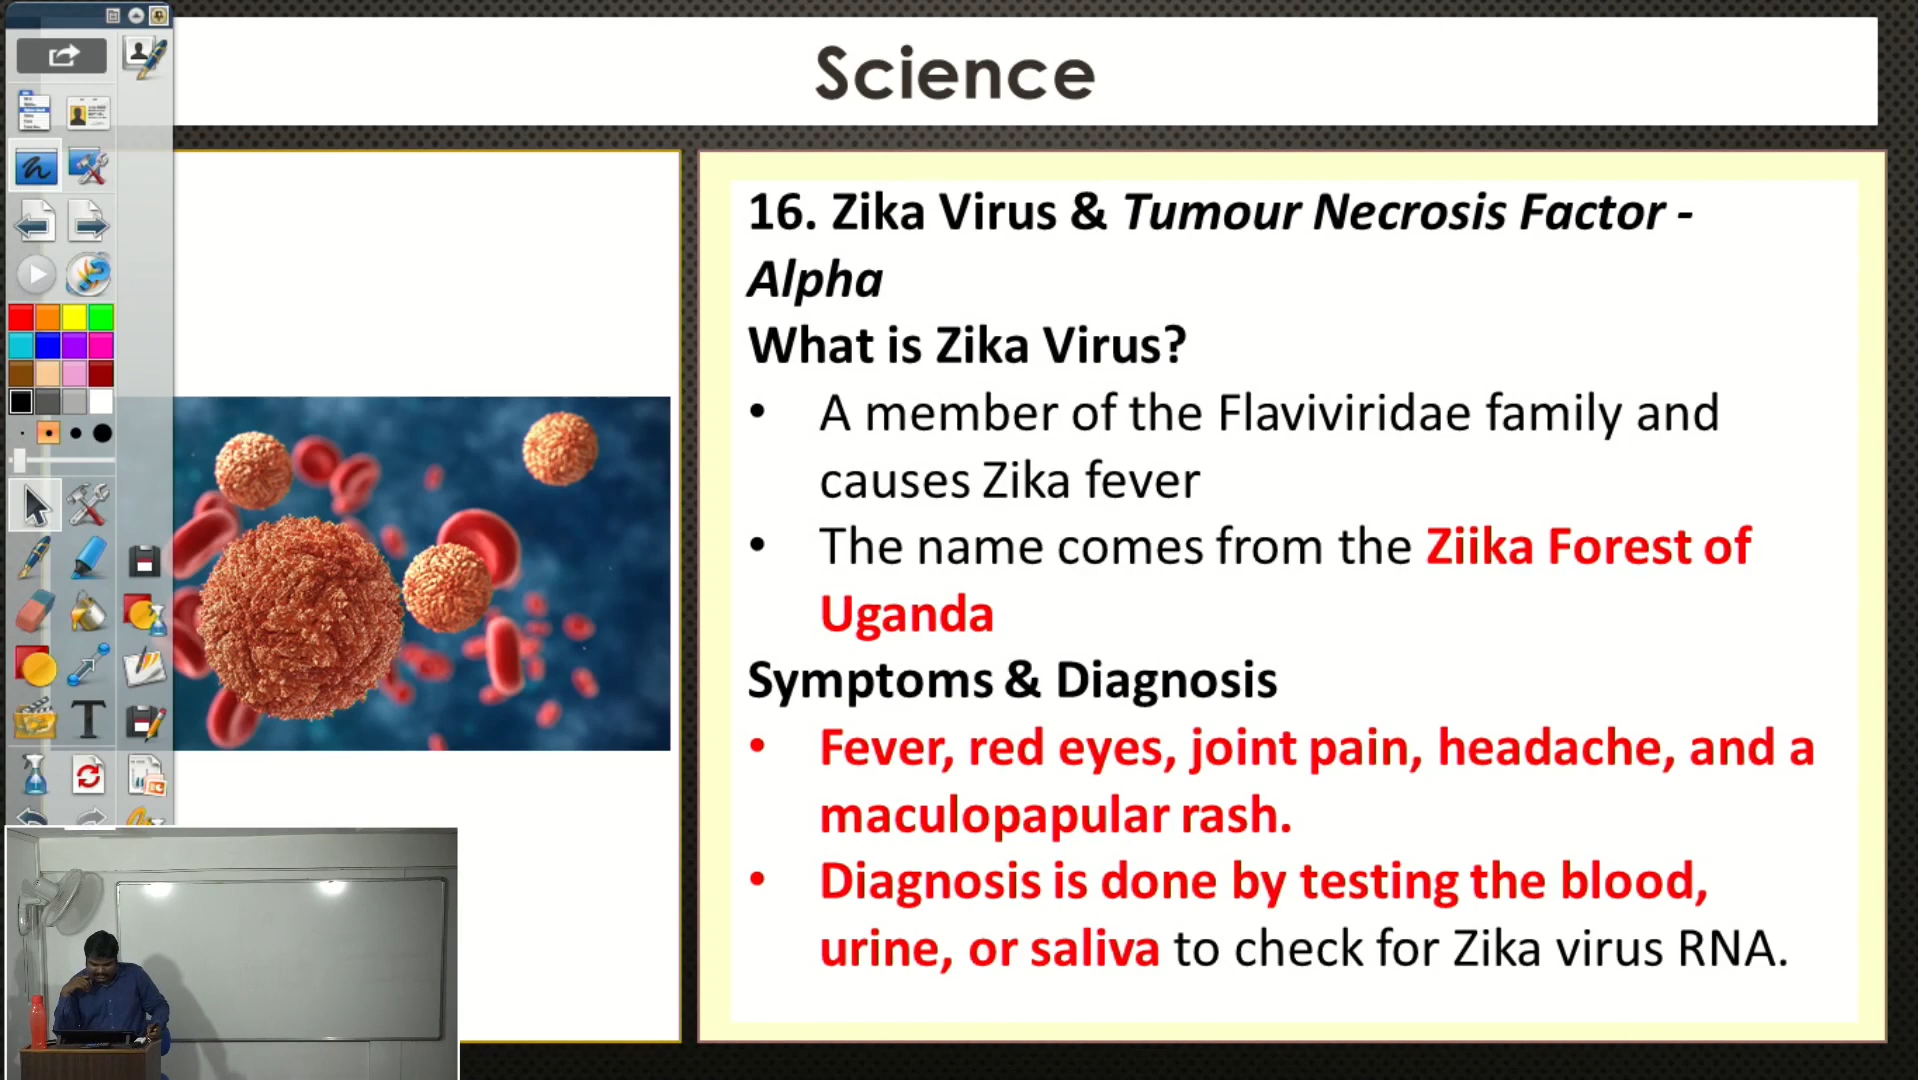 Science
16. Zika Virus & Tumour Necrosis Factor -
Alpha
What is Zika Virus?
• A member of the Flaviviridae family and
causes Zika fever
• The name comes from the Ziika Forest of
Uganda
Symptoms & Diagnosis
• Fever, red eyes, joint pain, headache, and a
maculopapular rash.
• Diagnosis is done by testing the blood,
urine, or saliva to check for Zika virus RNA.